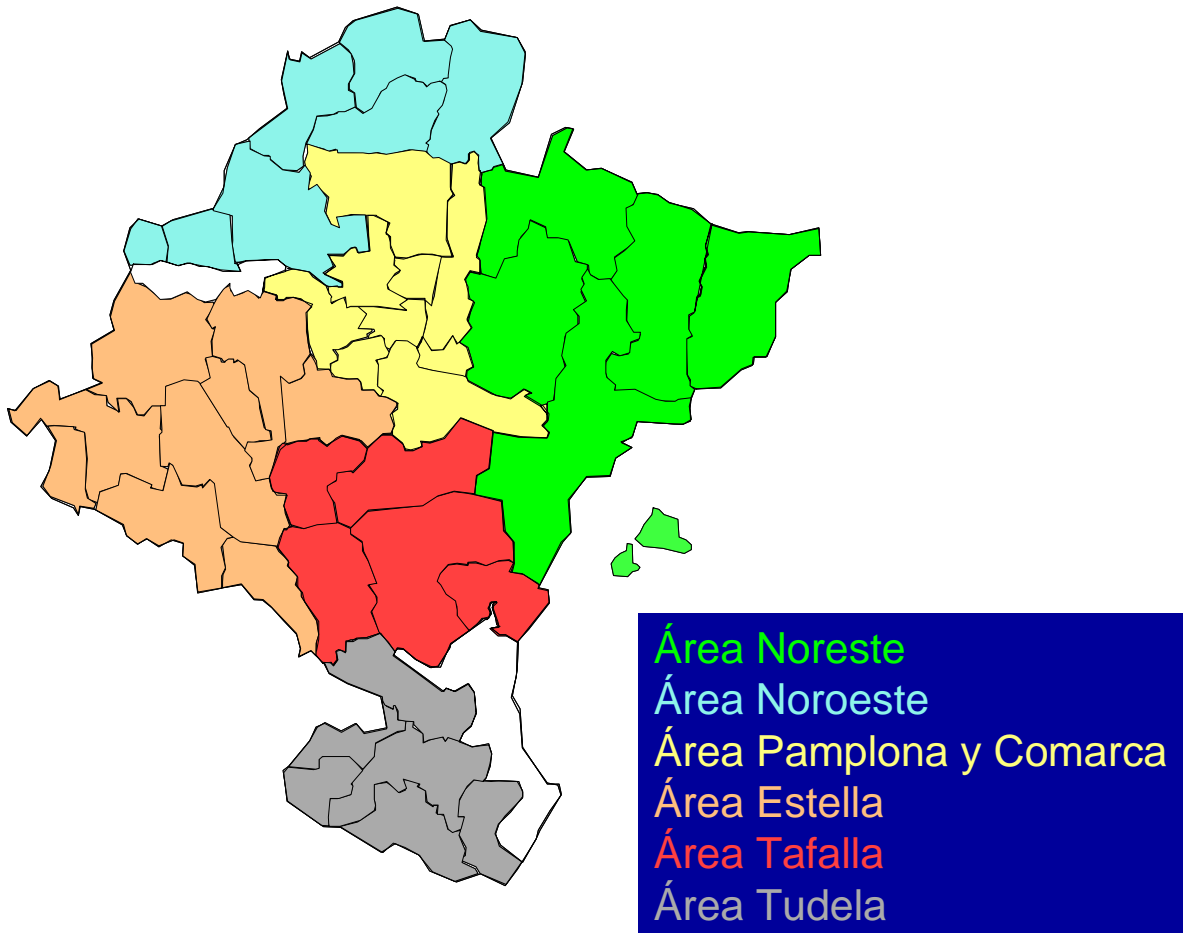 Área Noreste
Área Noroeste
Área Pamplona y Comarca
Área Estella
Área Tafalla
Área Tudela